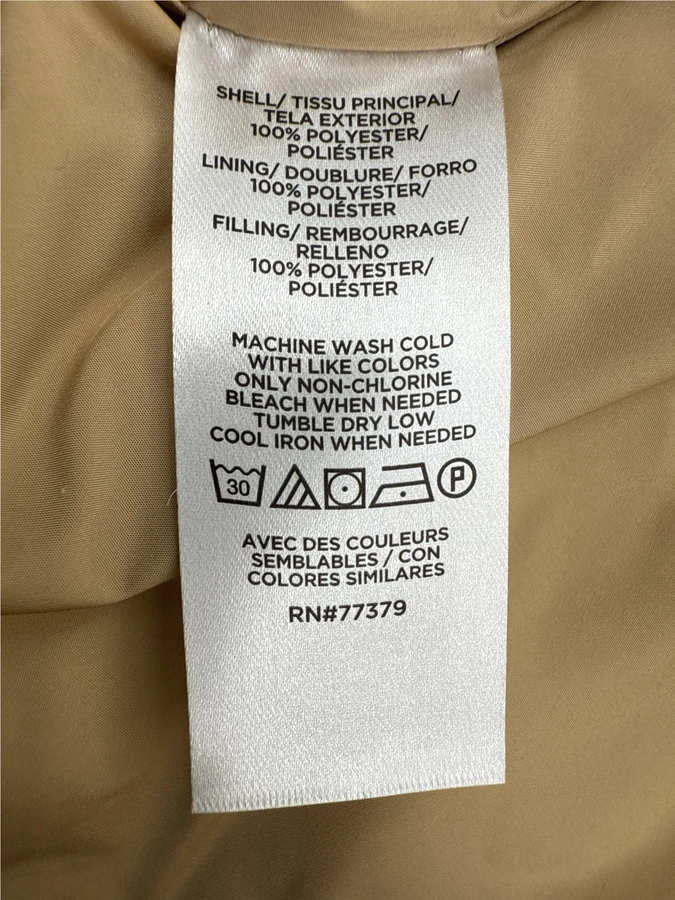 SHELL/ TISSU PRINCIPAL/
TELA EXTERIOR
100% POLYESTER/
POLIÉSTER
LINING/ DOUBLURE/ FORRO
100% POLYESTER/
POLIÉSTER
FILLING/ REMBOURRAGE/
RELLENO
100% POLYESTER/
POLIÉSTER
MACHINE WASH COLD
WITH LIKE COLORS
ONLY NON-CHLORINE
BLEACH WHEN NEEDED
TUMBLE DRY LOW
COOL IRON WHEN NEEDED
30 P
AVEC DES COULEURS
SEMBLABLES / CON
COLORES SIMILARES
RN#77379